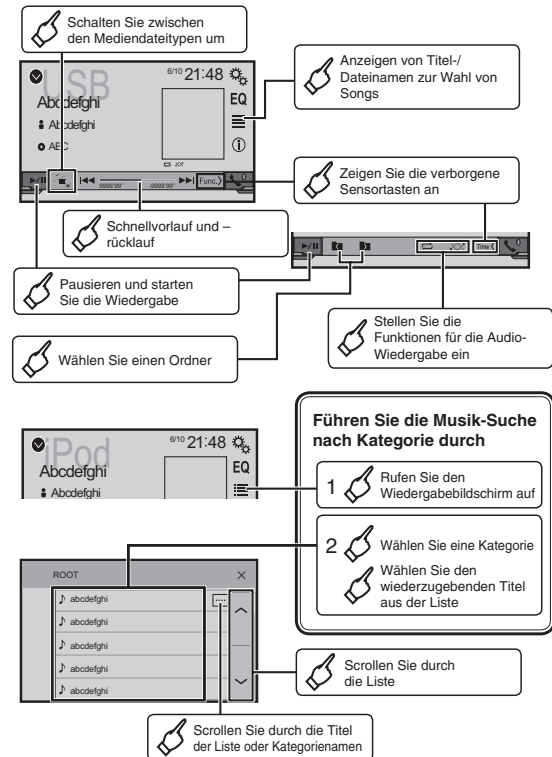 Schalten Sie zwischen
den Mediendateitypen um
USB
6/10 21:48
Abcdefghi
EQ
Abcdefghi
ABC
9999'99"
-9999'99"
Func.
Anzeigen von Titel-/
Dateinamen zur Wahl von
Songs
Zeigen Sie die verborgene
Sensortasten an
Schnellvorlauf und –
rücklauf
Time
Pausieren und starten
Sie die Wiedergabe
Stellen Sie die
Funktionen für die Audio-
Wiedergabe ein
Wählen Sie einen Ordner
iPod
6/10 21:48
Abcdefghi
EQ
Abcdefghi
Führen Sie die Musik-Suche
nach Kategorie durch
1 Rufen Sie den
Wiedergabebildschirm auf
2 Wählen Sie eine Kategorie
Wählen Sie den
wiederzugebenden Titel
aus der Liste
ROOT
abcdefghi
abcdefghi
abcdefghi
abcdefghi
abcdefghi
Scrollen Sie durch
die Liste
Scrollen Sie durch die Titel
der Liste oder Kategorienamen